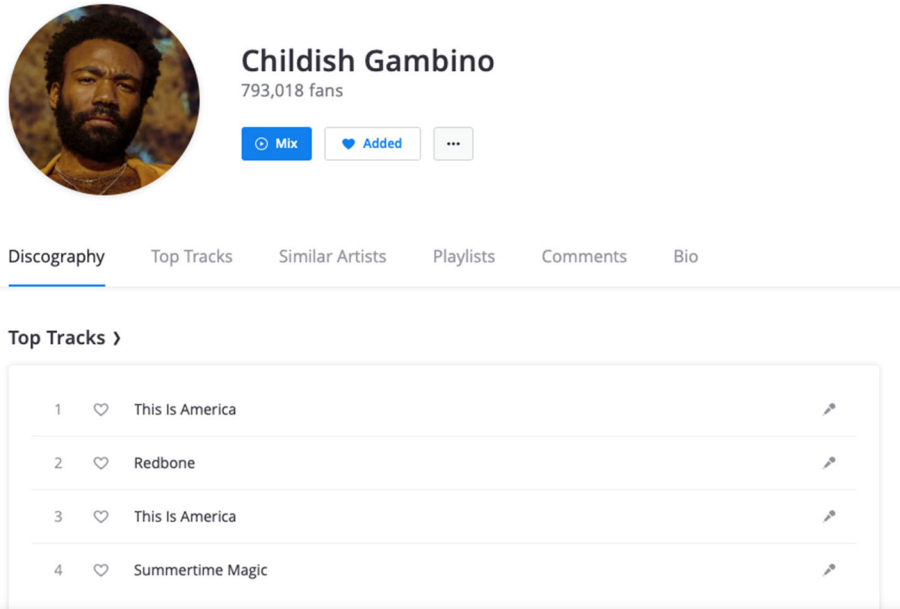 Childish Gambino
793,018 fans
Mix
Added
...
Discography
Top Tracks
Similar Artists
Playlists
Comments
Bio
Top Tracks ❯
1 This Is America
2 Redbone
3 This Is America
4 Summertime Magic